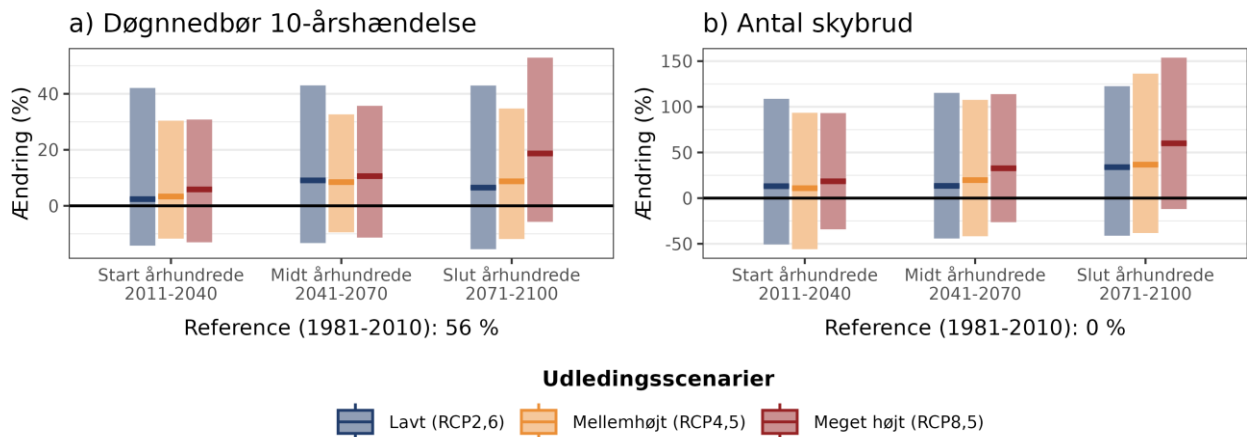 a) Døgnnedbør 10-årshændelse
Ændring (%)
40
20
0
Start århundrede
2011-2040
Midt århundrede
2041-2070
Slut århundrede
2071-2100
Reference (1981-2010): 56 %
b) Antal skybrud
Ændring (%)
150
100
50
0
-50
Start århundrede
2011-2040
Midt århundrede
2041-2070
Slut århundrede
2071-2100
Reference (1981-2010): 0 %
Udledingsscenarier
Lavt (RCP2,6)
Mellemhøjt (RCP4,5)
Meget højt (RCP8,5)